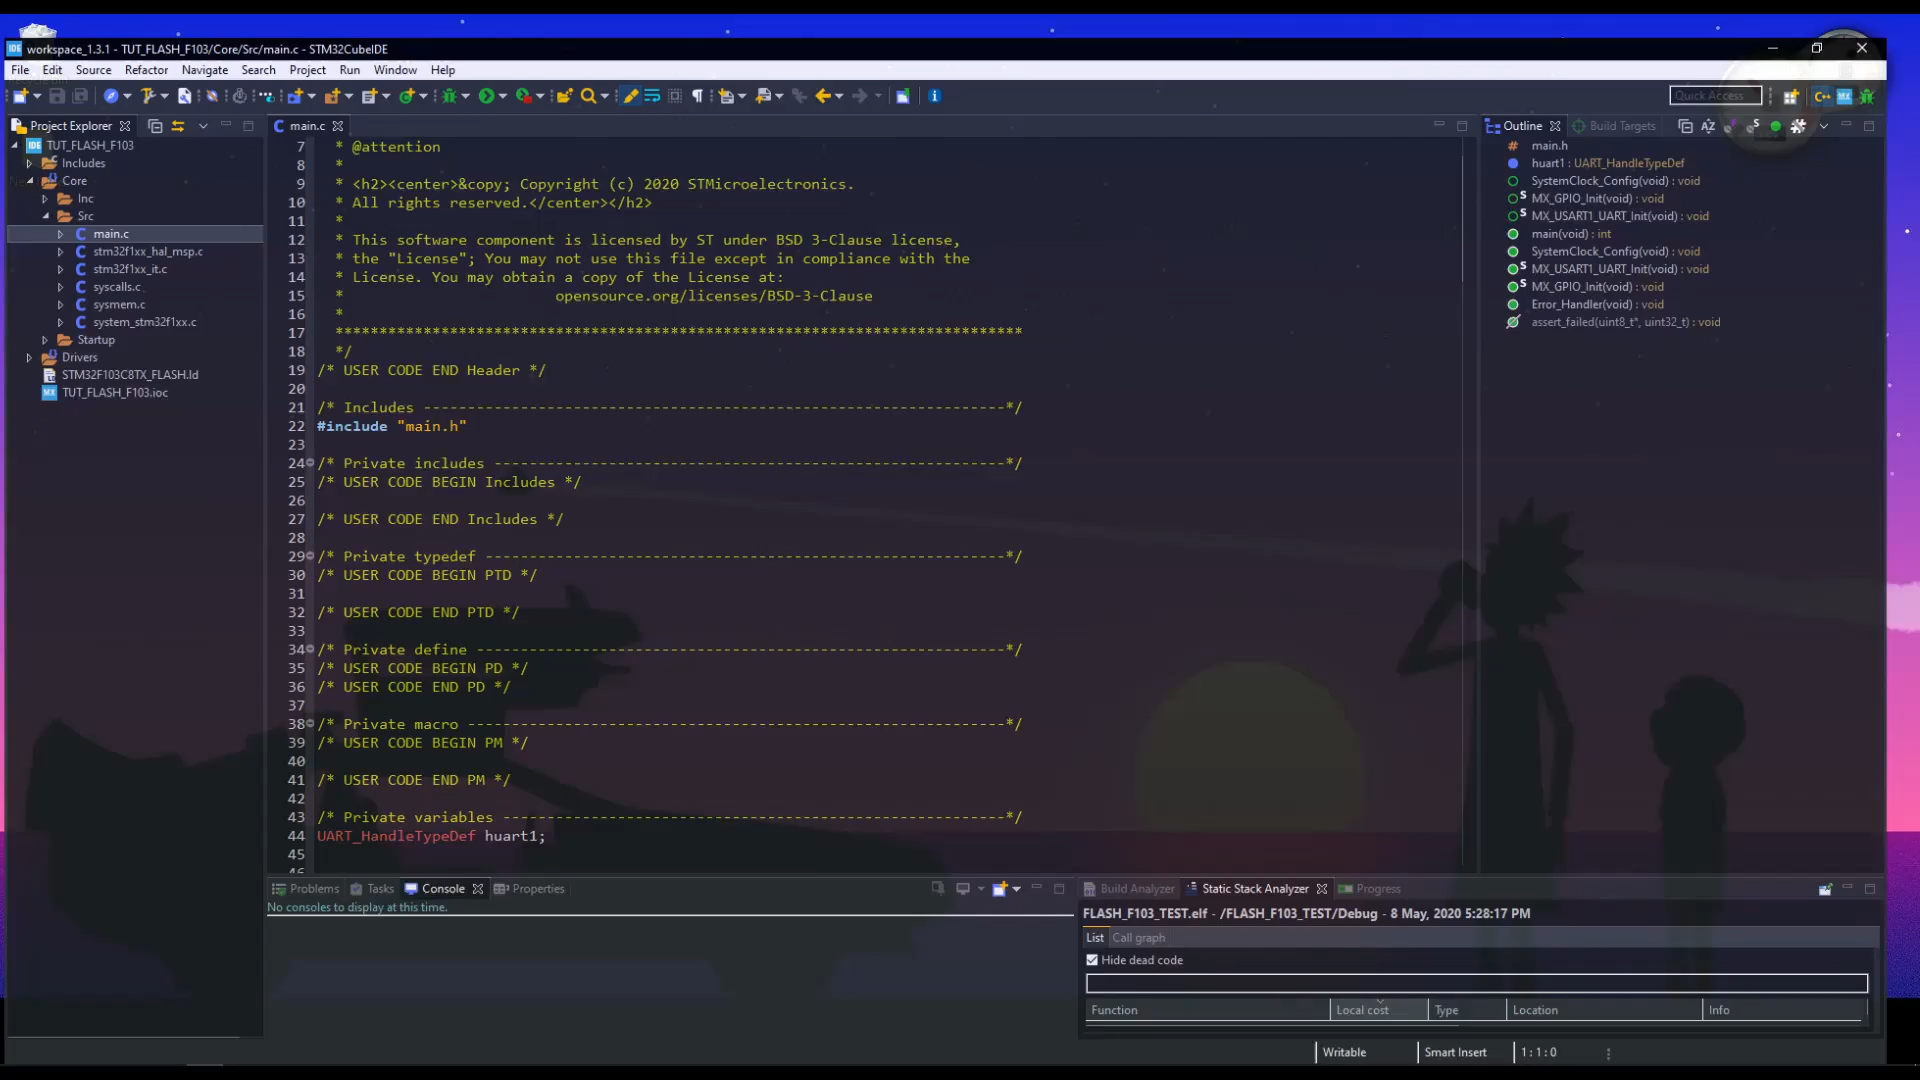 workspace_1.3.1 - TUT_FLASH_F103/Core/Src/main.c - STM32CubeIDE
File Edit Source Refactor Navigate Search Project Run Window Help
Quick Access
Project Explorer
TUT_FLASH_F103
Includes
Core
Inc
Src
main.c
stm32f1xx_hal_msp.c
stm32f1xx_it.c
syscalls.c
sysmem.c
system_stm32f1xx.c
Startup
Drivers
STM32F103C8TX_FLASH.ld
TUT_FLASH_F103.ioc
main.c
7 * @attention
8 *
9 * <h2><center>&copy; Copyright (c) 2020 STMicroelectronics.
10 * All rights reserved.</center></h2>
11 *
12 * This software component is licensed by ST under BSD 3-Clause license,
13 * the "License"; You may not use this file except in compliance with the
14 * License. You may obtain a copy of the License at:
15 * opensource.org/licenses/BSD-3-Clause
16 *
17 ******************************************************************************
18 */
19 /* USER CODE END Header */
20
21 /* Includes ------------------------------------------------------------------*/
22 #include "main.h"
23
24 /* Private includes ----------------------------------------------------------*/
25 /* USER CODE BEGIN Includes */
26
27 /* USER CODE END Includes */
28
29 /* Private typedef -----------------------------------------------------------*/
30 /* USER CODE BEGIN PTD */
31
32 /* USER CODE END PTD */
33
34 /* Private define ------------------------------------------------------------*/
35 /* USER CODE BEGIN PD */
36 /* USER CODE END PD */
37
38 /* Private macro -------------------------------------------------------------*/
39 /* USER CODE BEGIN PM */
40
41 /* USER CODE END PM */
42
43 /* Private variables ---------------------------------------------------------*/
44 UART_HandleTypeDef huart1;
45
Outline Build Targets
main.h
huart1 : UART_HandleTypeDef
SystemClock_Config(void) : void
MX_GPIO_Init(void) : void
MX_USART1_UART_Init(void) : void
main(void) : int
SystemClock_Config(void) : void
MX_USART1_UART_Init(void) : void
MX_GPIO_Init(void) : void
Error_Handler(void) : void
assert_failed(uint8_t*, uint32_t) : void
Problems Tasks Console Properties
No consoles to display at this time.
Build Analyzer Static Stack Analyzer Progress
FLASH_F103_TEST.elf - /FLASH_F103_TEST/Debug - 8 May, 2020 5:28:17 PM
List Call graph
Hide dead code
Function Local cost Type Location Info
Writable Smart Insert 1 : 1 : 0